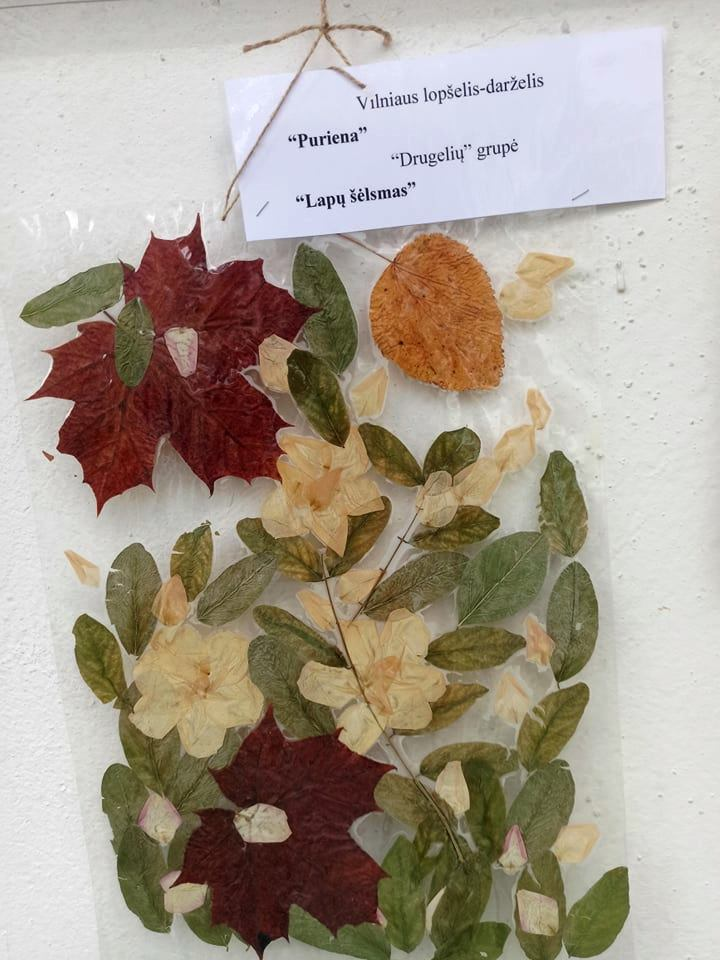 Vilniaus lopšelis-darželis
“Puriena”
“Drugelių” grupė
“Lapų šėlsmas”